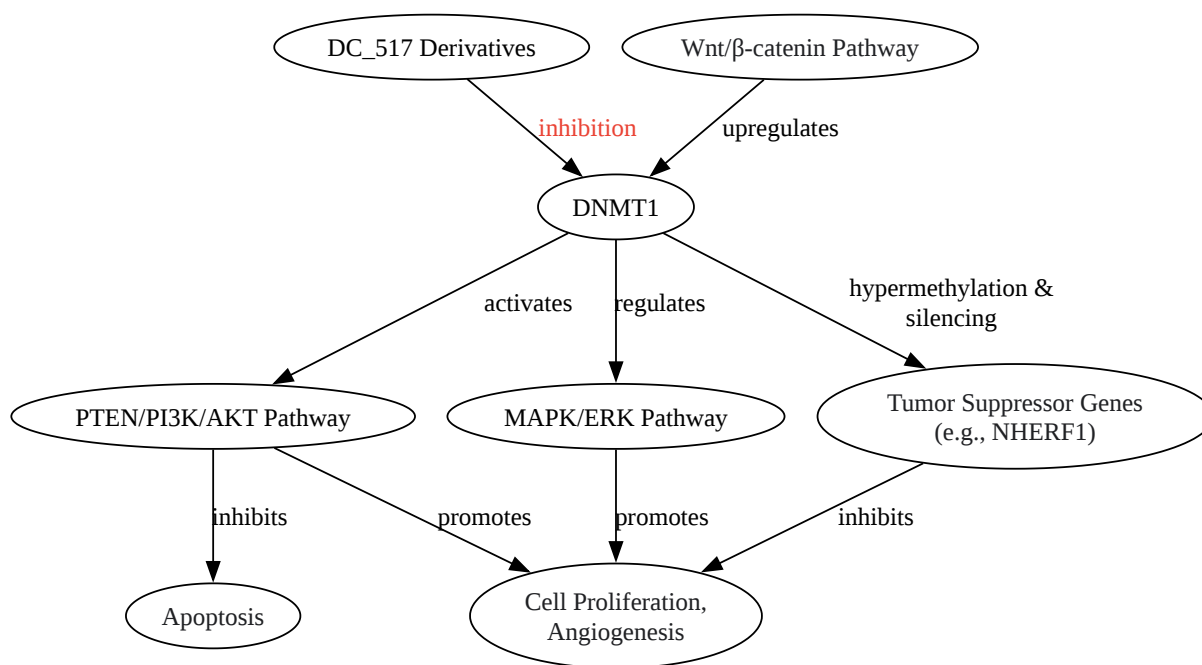 DC_517 Derivatives
Wnt/β-catenin Pathway
inhibition
upregulates
DNMT1
activates
regulates
hypermethylation &
silencing
PTEN/PI3K/AKT Pathway
MAPK/ERK Pathway
Tumor Suppressor Genes
(e.g., NHERF1)
inhibits
promotes
promotes
inhibits
Apoptosis
Cell Proliferation,
Angiogenesis